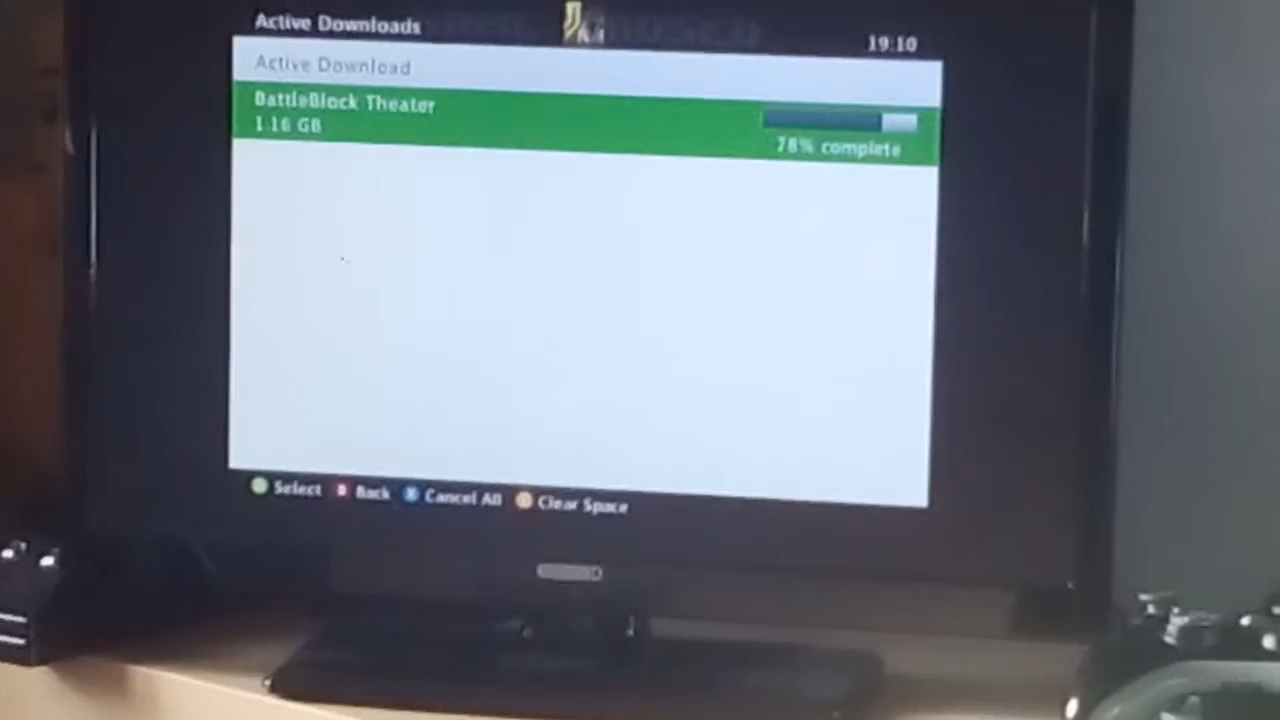 Active Downloads
19:10
Active Download
BattleBlock Theater
1.16 GB
78% complete
Select Back Cancel All Clear Space